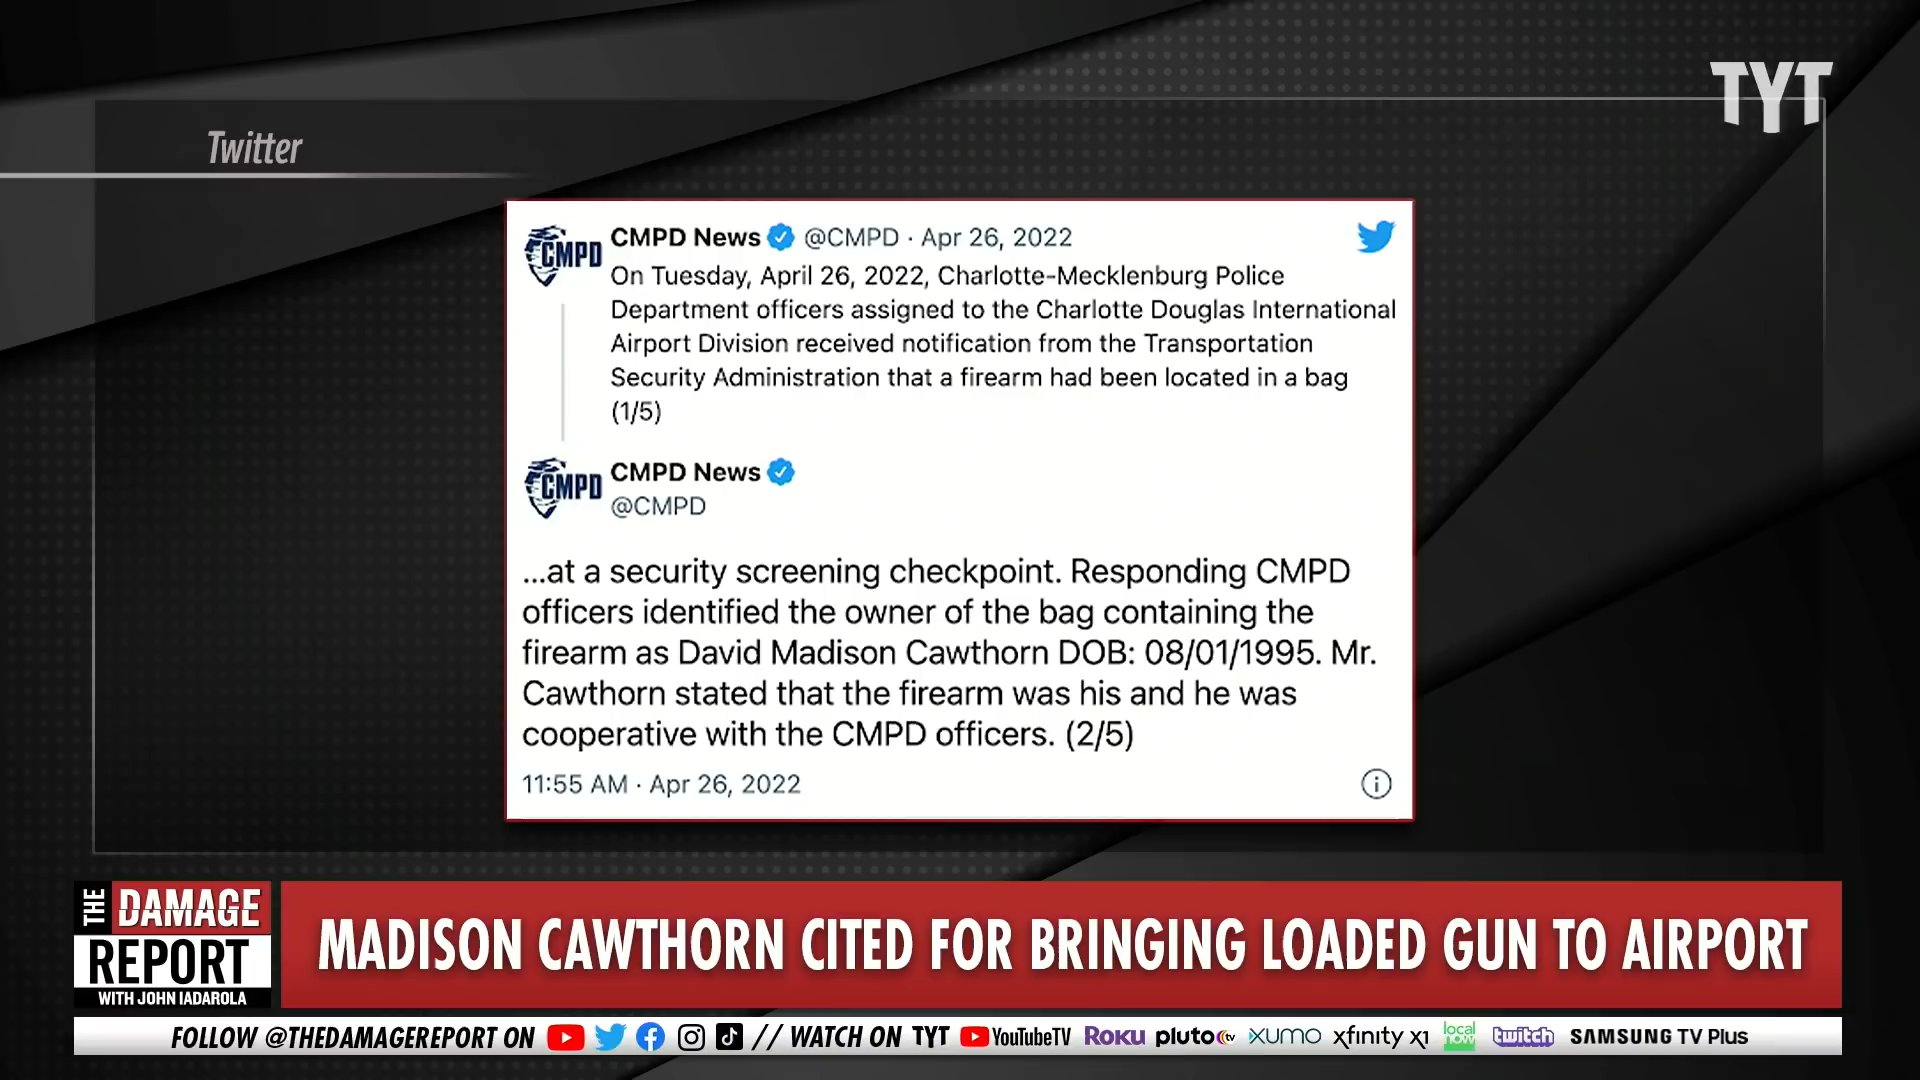 TYT
Twitter
CMPD
CMPD News @CMPD · Apr 26, 2022
On Tuesday, April 26, 2022, Charlotte-Mecklenburg Police
Department officers assigned to the Charlotte Douglas International
Airport Division received notification from the Transportation
Security Administration that a firearm had been located in a bag
(1/5)
CMPD
CMPD News
@CMPD
...at a security screening checkpoint. Responding CMPD
officers identified the owner of the bag containing the
firearm as David Madison Cawthorn DOB: 08/01/1995. Mr.
Cawthorn stated that the firearm was his and he was
cooperative with the CMPD officers. (2/5)
11:55 AM · Apr 26, 2022
THE DAMAGE
REPORT
WITH JOHN IADAROLA
MADISON CAWTHORN CITED FOR BRINGING LOADED GUN TO AIRPORT
FOLLOW @THEDAMAGEREPORT ON // WATCH ON TYT YouTubeTV ROKU pluto tv XUMO xfinity x1 local now twitch SAMSUNG TV Plus